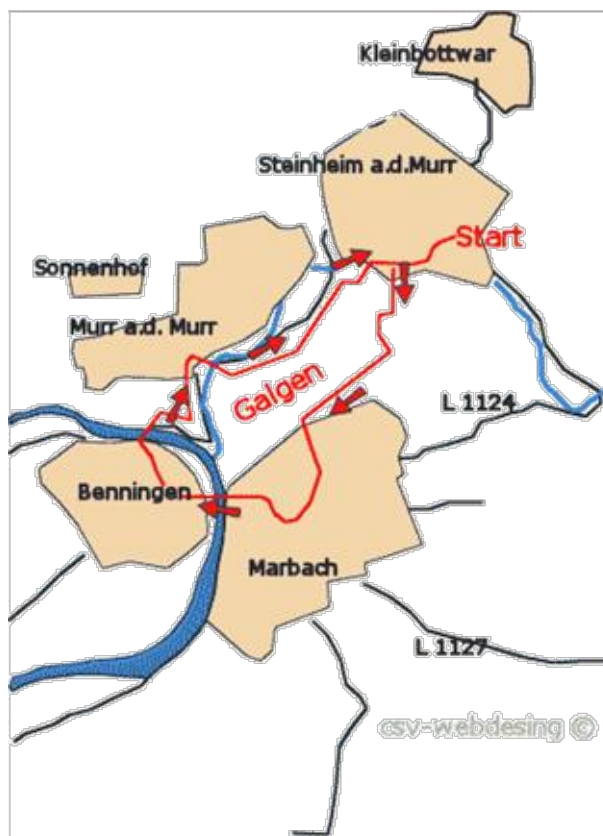 Kleinbottwar
Steinheim a.d.Murr
Start
Sonnenhof
Murr a.d. Murr
Galgen
L 1124
Benningen
Marbach
L 1127
csv-webdesing ©